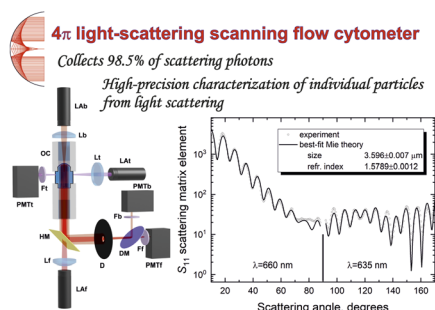 4π light-scattering scanning flow cytometer
Collects 98.5% of scattering photons
High-precision characterization of individual particles
from light scattering
LAb
Lb
OC
Lt
LAt
Ft
PMTt
PMTb
Fb
HM
DM
Ff
Lf
D
PMTf
LAf
S11 scattering matrix element
10³
10²
10¹
10⁰
experiment
best-fit Mie theory
size 3.596±0.007 μm
refr. index 1.5789±0.0012
λ=660 nm
λ=635 nm
20 40 60 80 100 120 140 160
Scattering angle, degrees